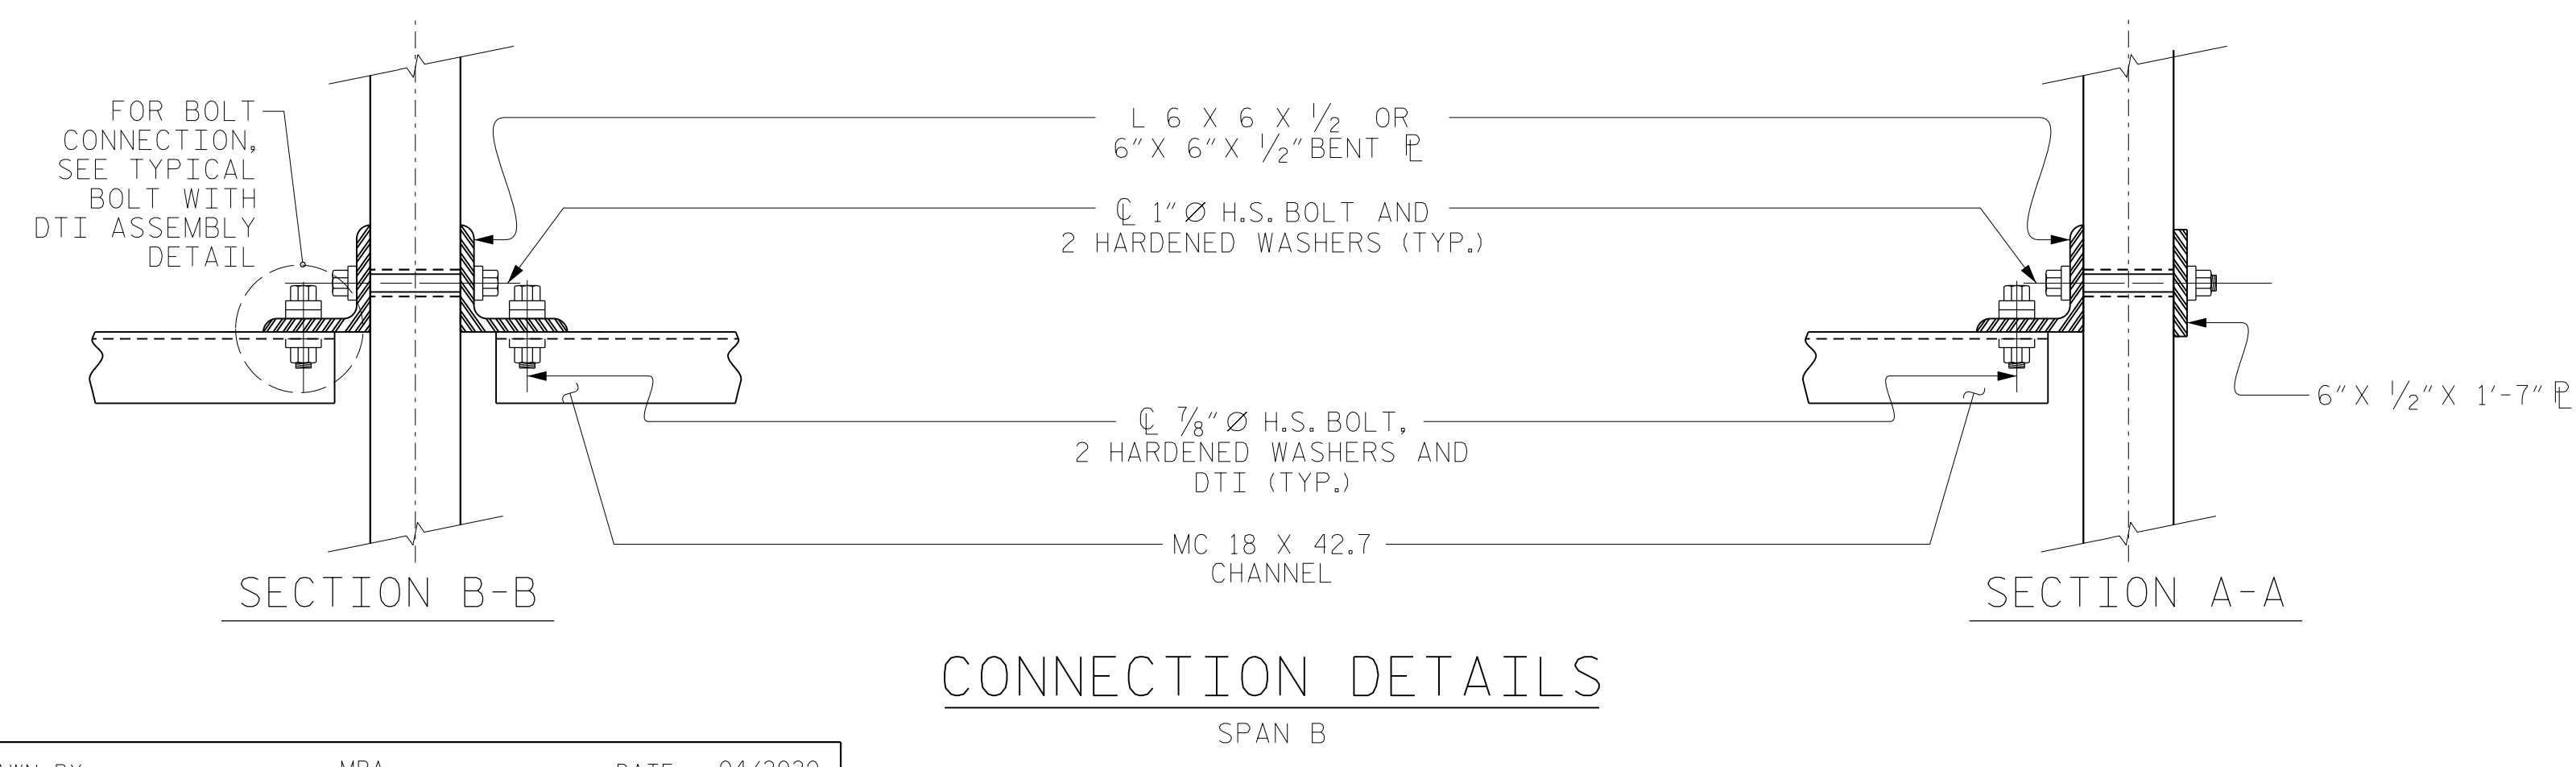 FOR BOLT
CONNECTION,
SEE TYPICAL
BOLT WITH
DTI ASSEMBLY
DETAIL
L 6 X 6 X 1/2 OR
6" X 6" X 1/2" BENT ℄
℄ 1" Ø H.S. BOLT AND
2 HARDENED WASHERS (TYP.)
6" X 1/2" X 1'-7" ℄
℄ 7/8" Ø H.S. BOLT,
2 HARDENED WASHERS AND
DTI (TYP.)
MC 18 X 42.7
CHANNEL
SECTION B-B
SECTION A-A
CONNECTION DETAILS
SPAN B